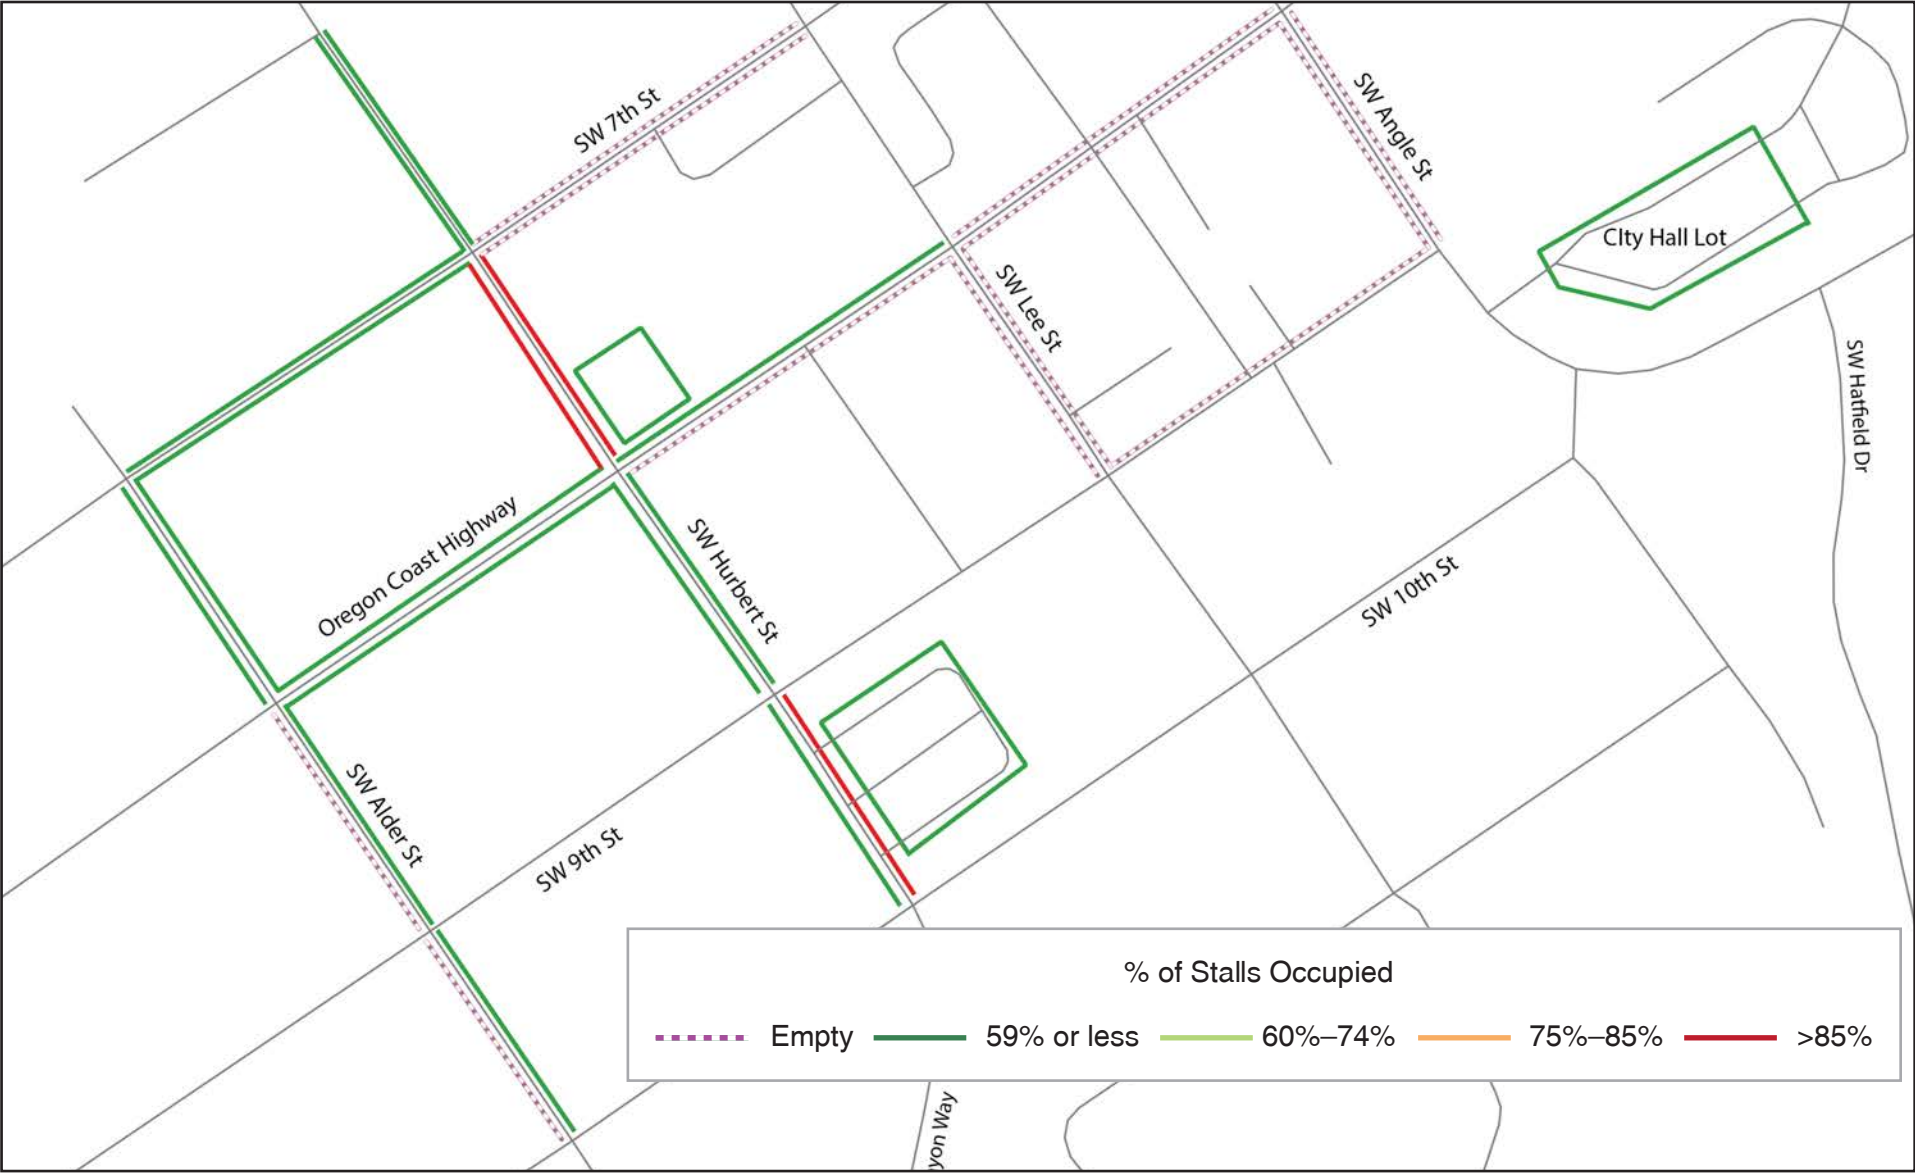 SW 7th St
SW Angle St
CIty Hall Lot
SW Lee St
SW Hatfield Dr
Oregon Coast Highway
SW Hurbert St
SW 10th St
SW Alder St
SW 9th St
% of Stalls Occupied
Empty 59% or less 60%–74% 75%–85% >85%
yon Way